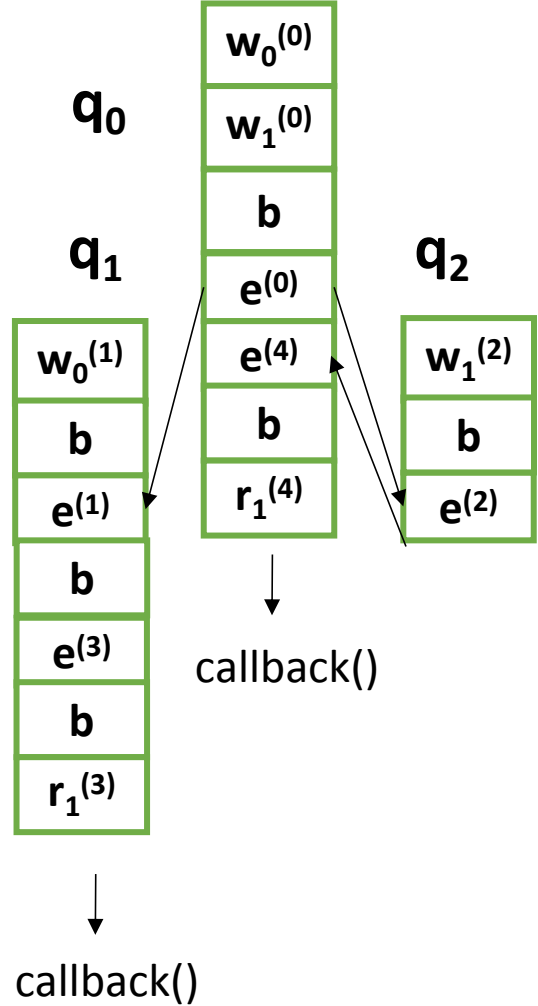 q₀
w₀⁽⁰⁾
w₁⁽⁰⁾
b
e⁽⁰⁾
e⁽⁴⁾
b
r₁⁽⁴⁾
callback()
q₁
w₀⁽¹⁾
b
e⁽¹⁾
b
e⁽³⁾
b
r₁⁽³⁾
callback()
q₂
w₁⁽²⁾
b
e⁽²⁾